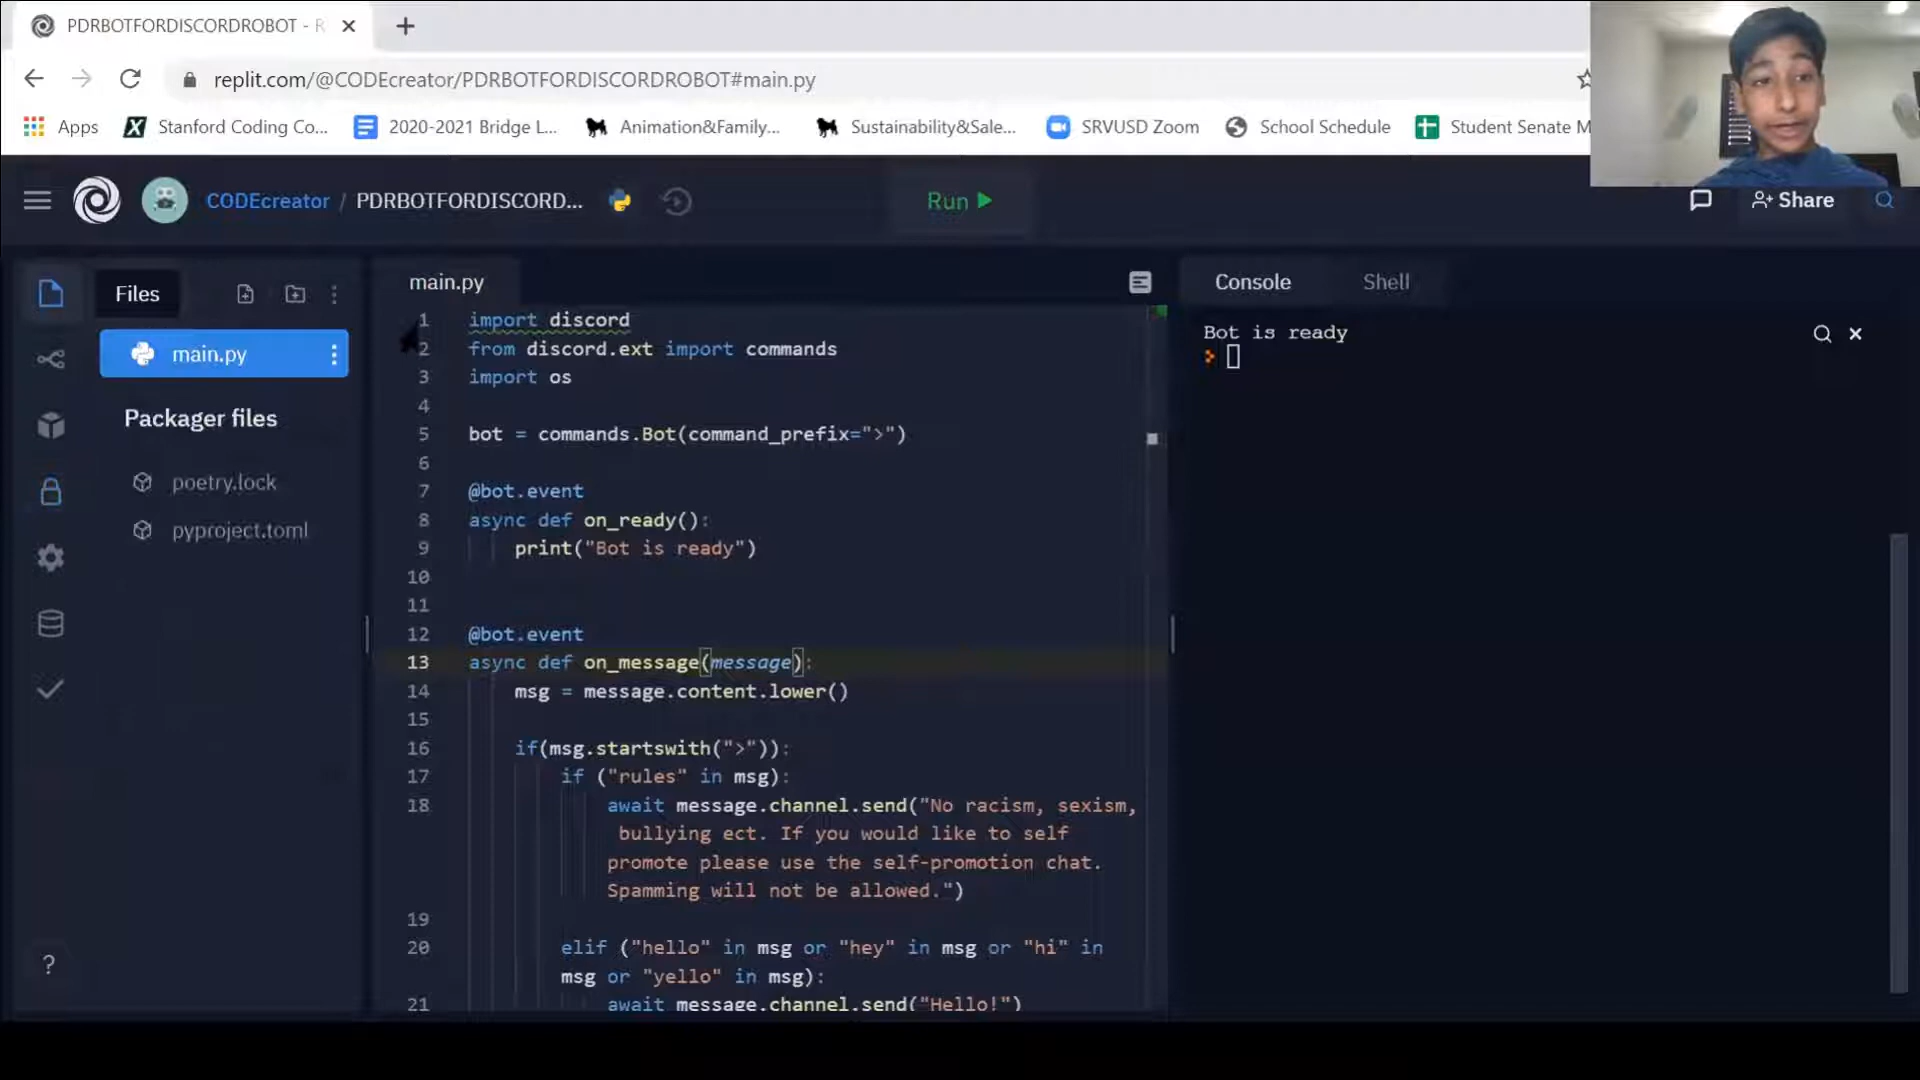 PDRBOTFORDISCORDROBOT - R
replit.com/@CODEcreator/PDRBOTFORDISCORDROBOT#main.py
Apps Stanford Coding Co... 2020-2021 Bridge L... Animation&Family... Sustainability&Sale... SRVUSD Zoom School Schedule Student Senate M
CODEcreator / PDRBOTFORDISCORD... Run Share
Files
main.py
Packager files
poetry.lock
pyproject.toml
?
main.py
1 import discord
2 from discord.ext import commands
3 import os
4
5 bot = commands.Bot(command_prefix=">")
6
7 @bot.event
8 async def on_ready():
9 print("Bot is ready")
10
11
12 @bot.event
13 async def on_message(message):
14 msg = message.content.lower()
15
16 if(msg.startswith(">")):
17 if ("rules" in msg):
18 await message.channel.send("No racism, sexism,
bullying ect. If you would like to self
promote please use the self-promotion chat.
Spamming will not be allowed.")
19
20 elif ("hello" in msg or "hey" in msg or "hi" in
msg or "yello" in msg):
21 await message.channel.send("Hello!")
Console Shell
Bot is ready